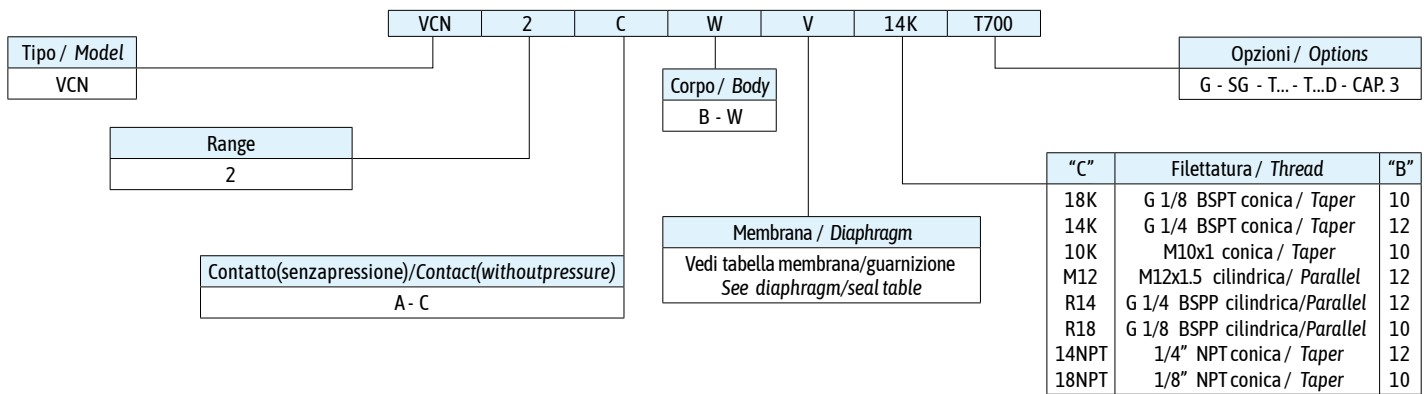 VCN 2 C W V 14K T700
Tipo / Model
VCN
Opzioni / Options
G - SG - T... - T...D - CAP. 3
Corpo / Body
B - W
Range
2
"C" Filettatura / Thread "B"
18K G 1/8 BSPT conica / Taper 10
14K G 1/4 BSPT conica / Taper 12
10K M10x1 conica / Taper 10
M12 M12x1.5 cilindrica/ Parallel 12
R14 G 1/4 BSPP cilindrica/Parallel 12
R18 G 1/8 BSPP cilindrica/Parallel 10
14NPT 1/4” NPT conica / Taper 12
18NPT 1/8” NPT conica / Taper 10
Membrana / Diaphragm
Vedi tabella membrana/guarnizione
See diaphragm/seal table
Contatto(senzapressione)/Contact(withoutpressure)
A - C